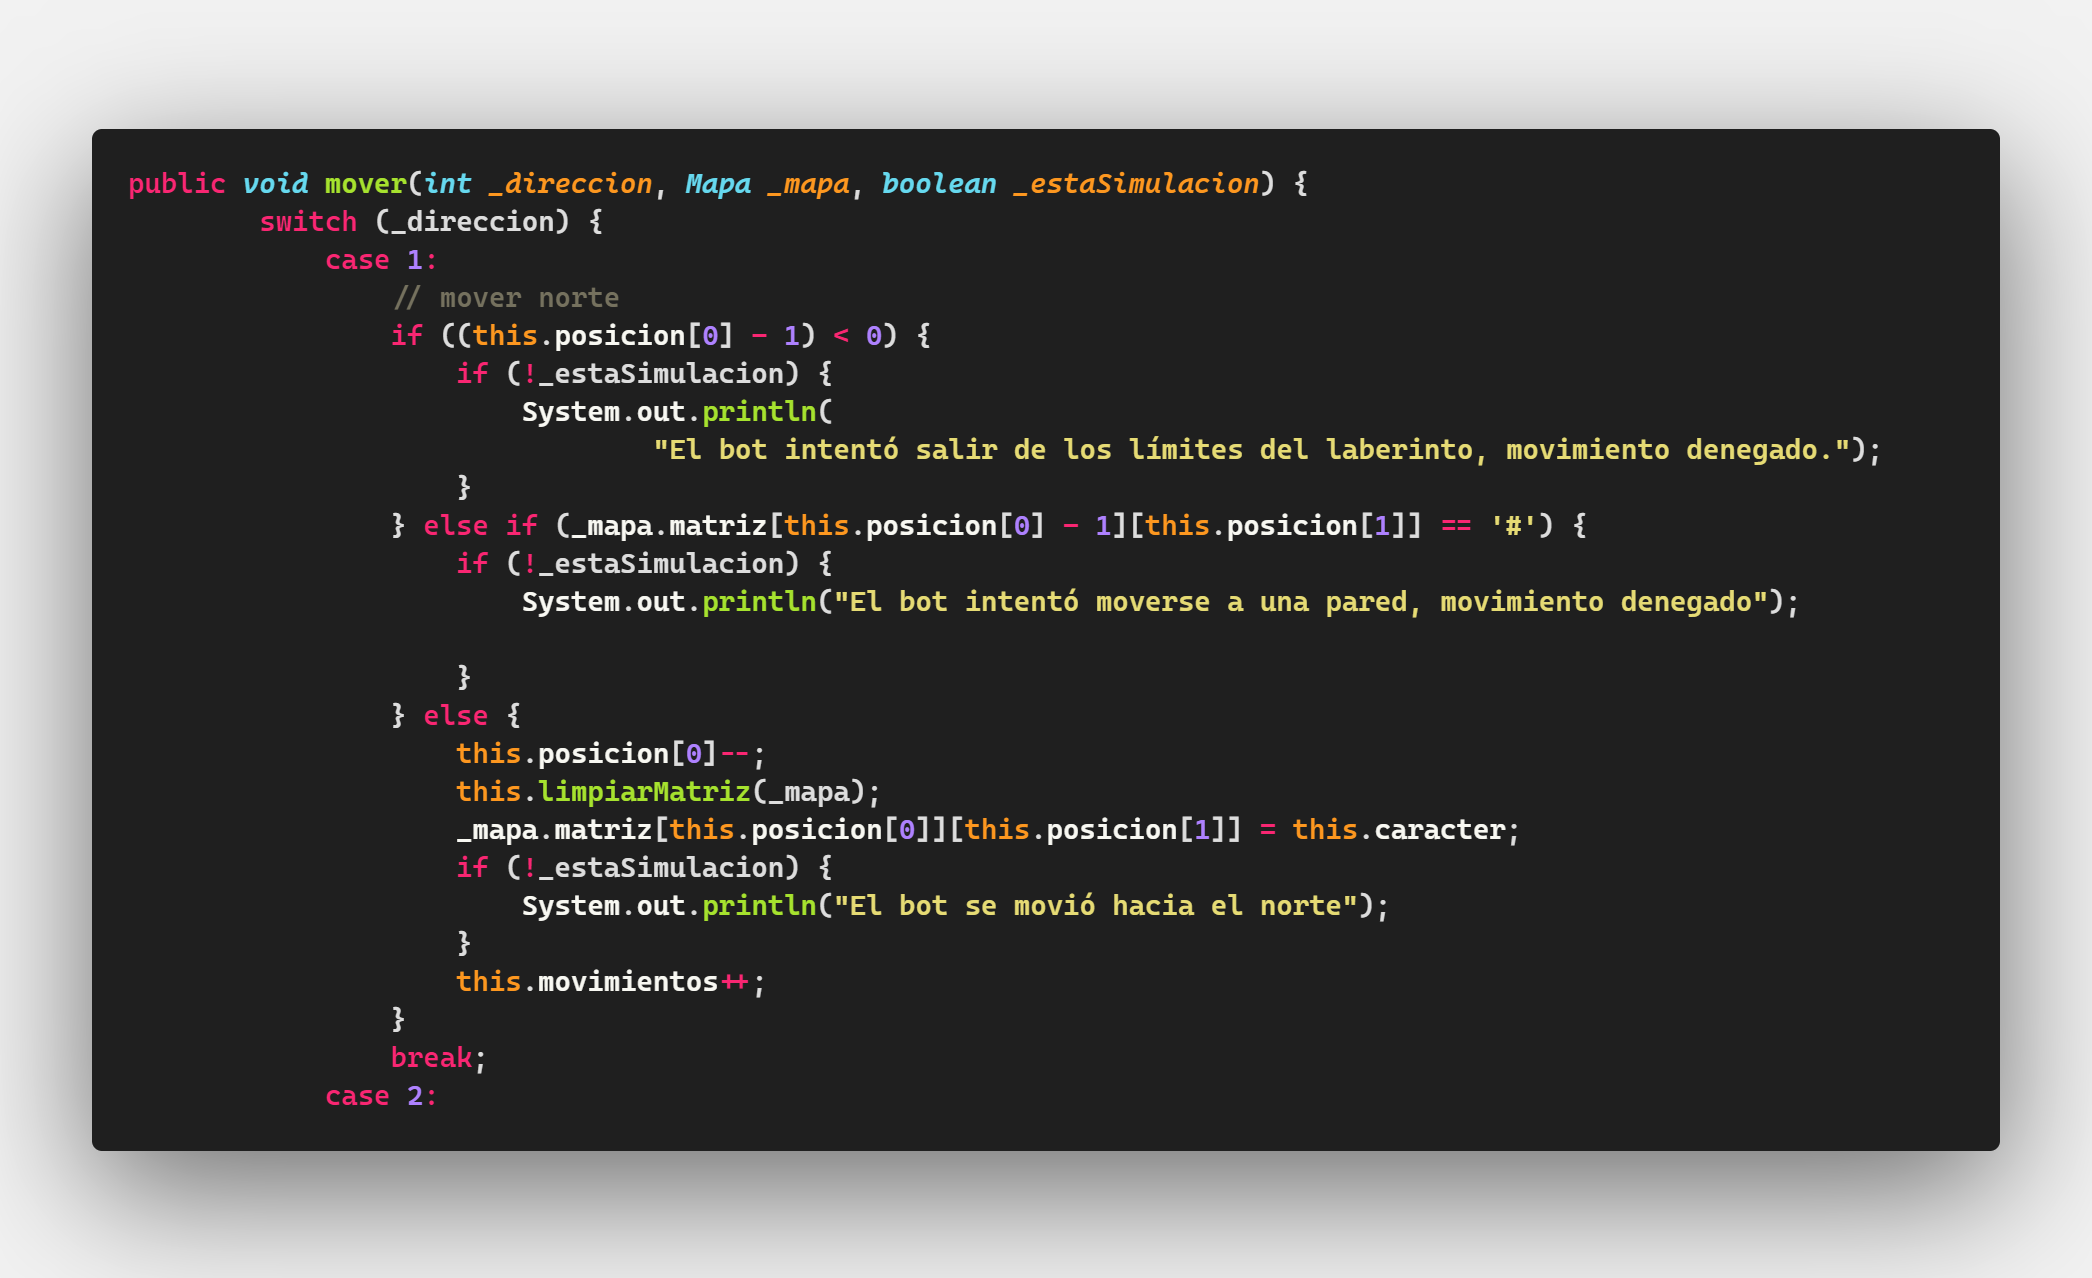 public void mover(int _direccion, Mapa _mapa, boolean _estaSimulacion) {
        switch (_direccion) {
            case 1:
                // mover norte
                if ((this.posicion[0] - 1) < 0) {
                    if (!_estaSimulacion) {
                        System.out.println(
                                "El bot intentó salir de los límites del laberinto, movimiento denegado.");
                    }
                } else if (_mapa.matriz[this.posicion[0] - 1][this.posicion[1]] == '#') {
                    if (!_estaSimulacion) {
                        System.out.println("El bot intentó moverse a una pared, movimiento denegado");

                    }
                } else {
                    this.posicion[0]--;
                    this.limpiarMatriz(_mapa);
                    _mapa.matriz[this.posicion[0]][this.posicion[1]] = this.caracter;
                    if (!_estaSimulacion) {
                        System.out.println("El bot se movió hacia el norte");
                    }
                    this.movimientos++;
                }
                break;
            case 2: